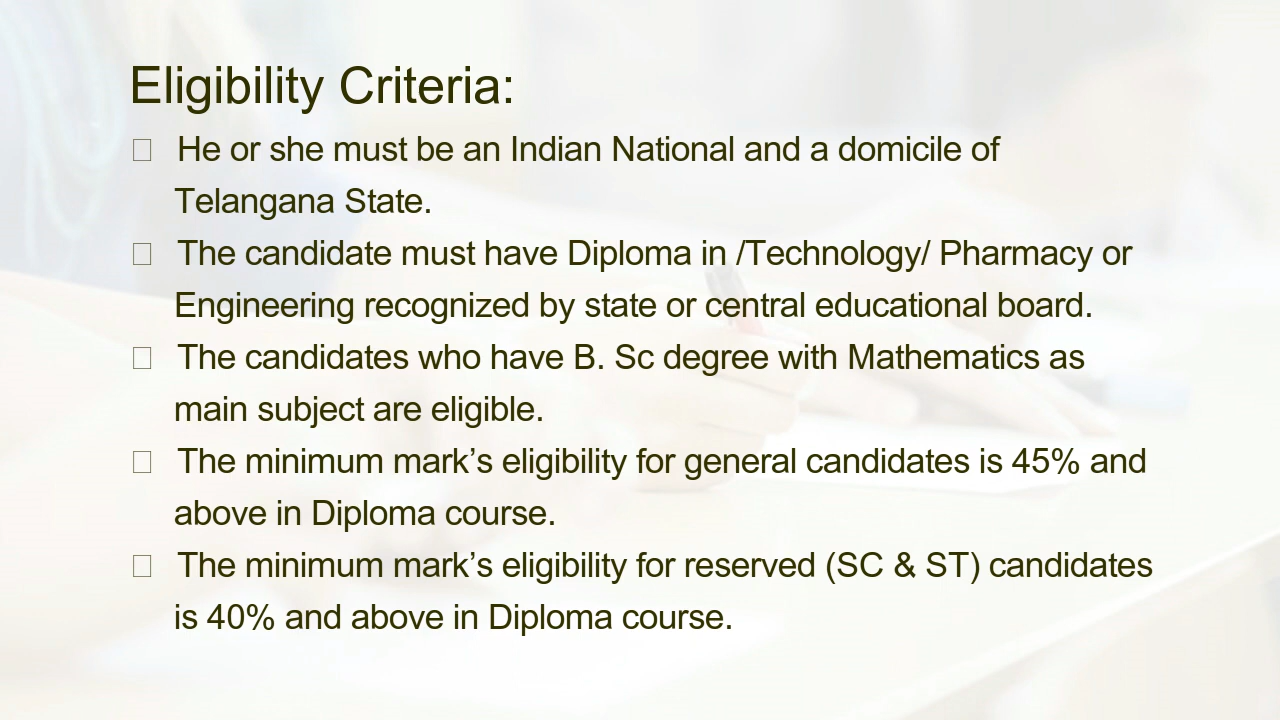 Eligibility Criteria:
□ He or she must be an Indian National and a domicile of
Telangana State.
□ The candidate must have Diploma in /Technology/ Pharmacy or
Engineering recognized by state or central educational board.
□ The candidates who have B. Sc degree with Mathematics as
main subject are eligible.
□ The minimum mark’s eligibility for general candidates is 45% and
above in Diploma course.
□ The minimum mark’s eligibility for reserved (SC & ST) candidates
is 40% and above in Diploma course.